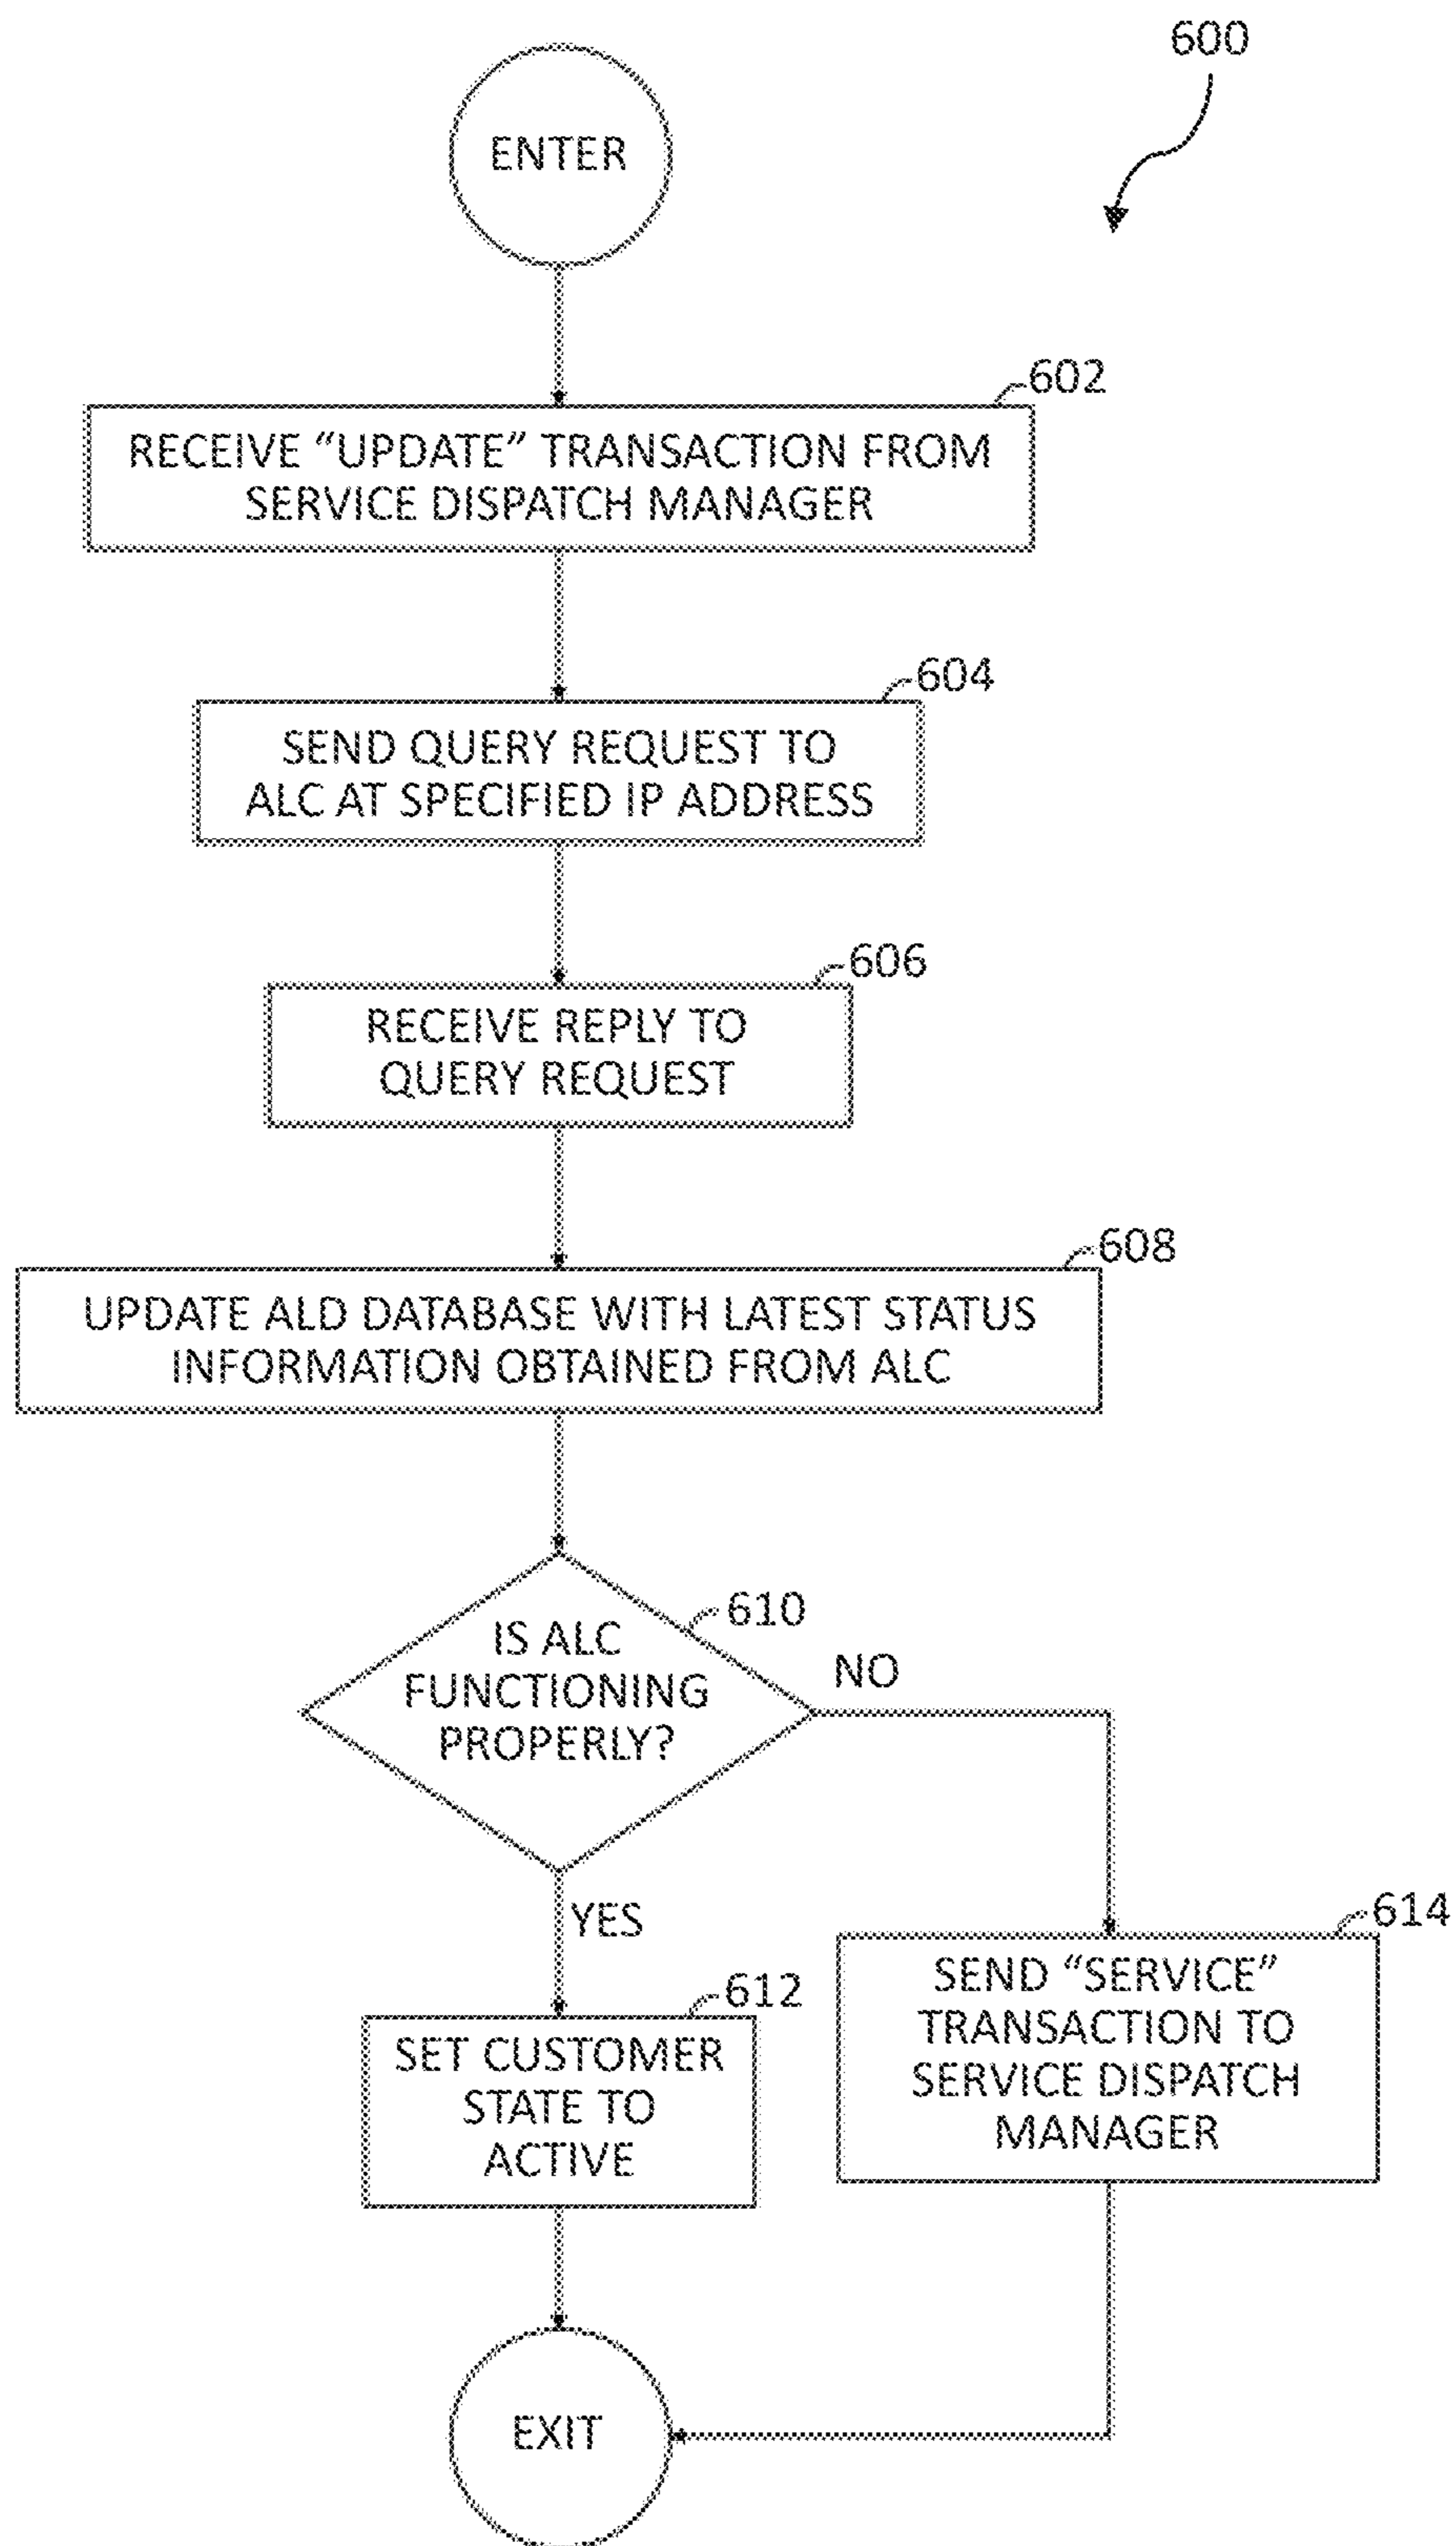 600
ENTER
602
RECEIVE “UPDATE” TRANSACTION FROM
SERVICE DISPATCH MANAGER
604
SEND QUERY REQUEST TO
ALC AT SPECIFIED IP ADDRESS
606
RECEIVE REPLY TO
QUERY REQUEST
608
UPDATE ALD DATABASE WITH LATEST STATUS
INFORMATION OBTAINED FROM ALC
610
IS ALC
FUNCTIONING
PROPERLY?
NO
YES
612
SET CUSTOMER
STATE TO
ACTIVE
614
SEND “SERVICE”
TRANSACTION TO
SERVICE DISPATCH
MANAGER
EXIT